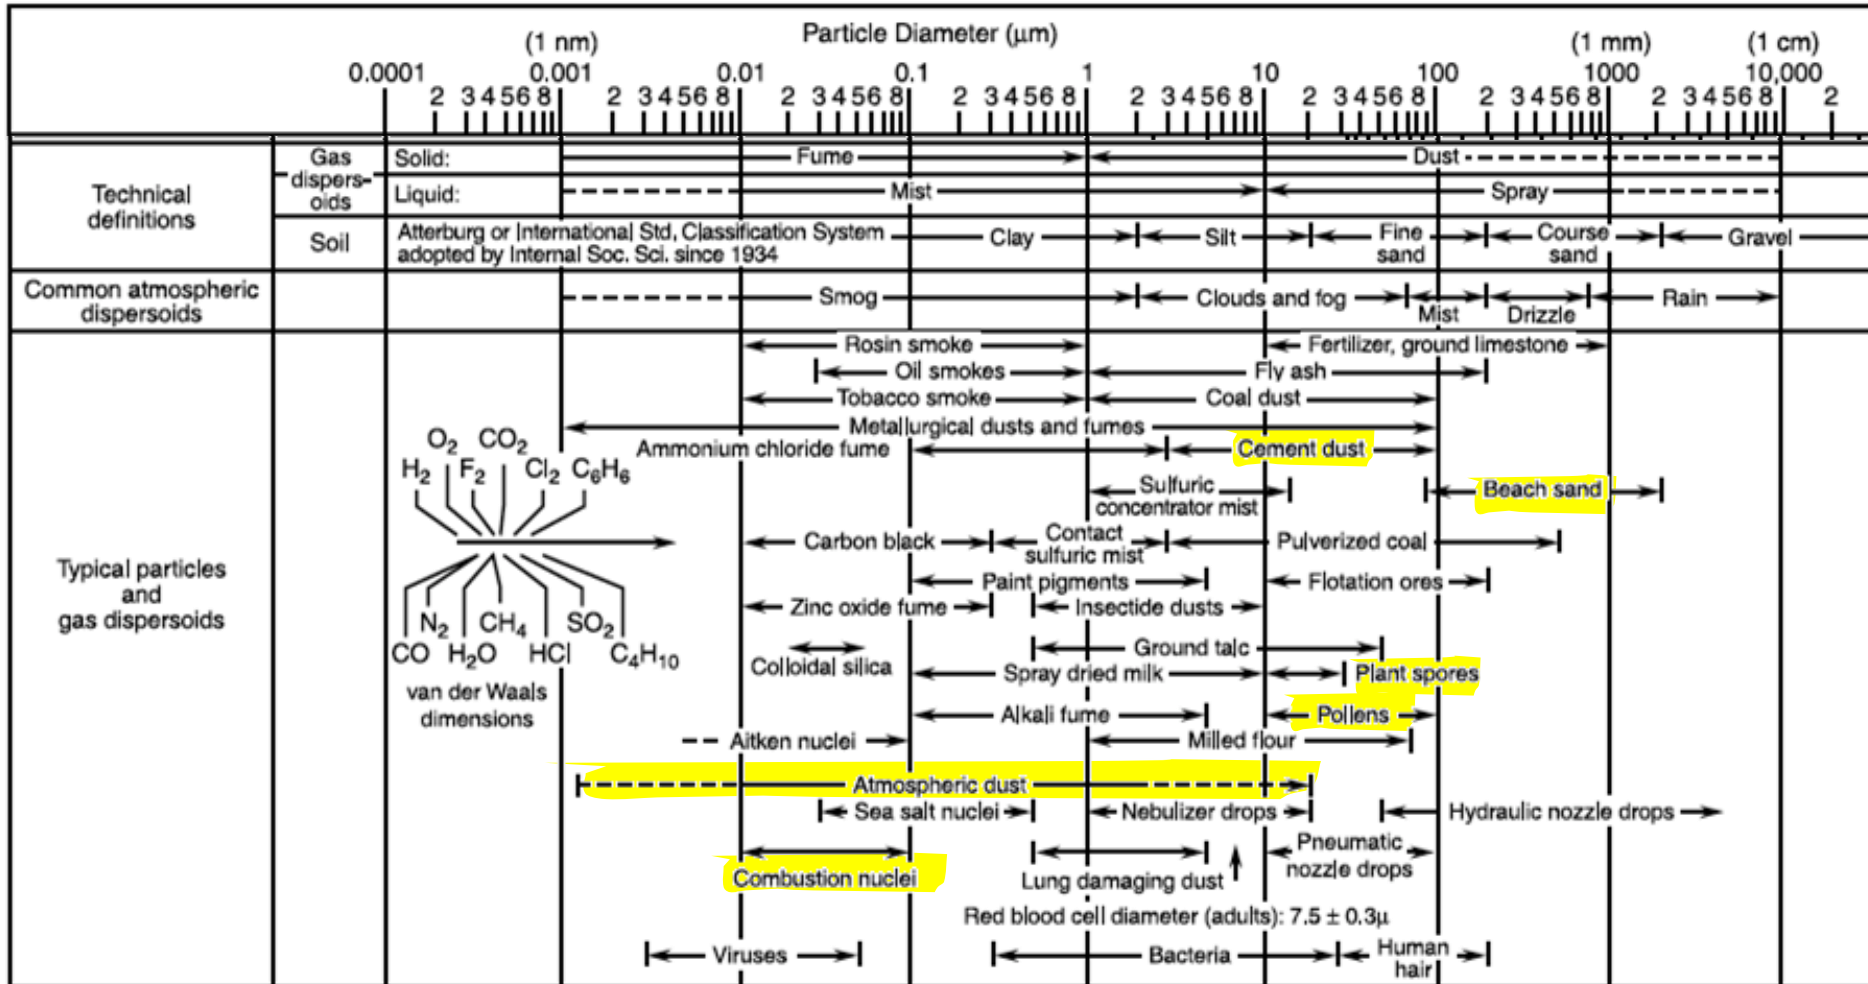 Particle Diameter (μm)
(1 nm) (1 mm) (1 cm)
0.0001 0.001 0.01 0.1 1 10 100 1000 10,000
2 3 4 5 6 8 2 3 4 5 6 8 2 3 4 5 6 8 2 3 4 5 6 8 2 3 4 5 6 8 2 3 4 5 6 8 2 3 4 5 6 8 2 3 4 5 6 8 2
Technical
definitions
Gas
dispers-
oids
Solid: Fume Dust
Liquid: Mist Spray
Soil
Atterburg or International Std, Classification System
adopted by Internal Soc. Sci. since 1934
Clay Silt Fine
sand
Course
sand
Gravel
Common atmospheric
dispersoids
Smog Clouds and fog Mist Drizzle Rain
Typical particles
and
gas dispersoids
Rosin smoke Fertilizer, ground limestone
Oil smokes Fly ash
Tobacco smoke Coal dust
Metallurgical dusts and fumes
Ammonium chloride fume Cement dust
O2 CO2
H2 F2 Cl2 C6H6
Sulfuric
concentrator mist
Beach sand
Carbon black Contact
sulfuric mist
Pulverized coal
Paint pigments Flotation ores
Zinc oxide fume Insectide dusts
N2 CH4 SO2
CO H2O HCl C4H10
van der Waals
dimensions
Ground talc
Colloidal silica
Spray dried milk Plant spores
Alkali fume Pollens
Aitken nuclei Milled flour
Atmospheric dust
Sea salt nuclei Nebulizer drops Hydraulic nozzle drops
Combustion nuclei Lung damaging dust Pneumatic
nozzle drops
Red blood cell diameter (adults): 7.5 ± 0.3μ
Viruses Bacteria Human
hair